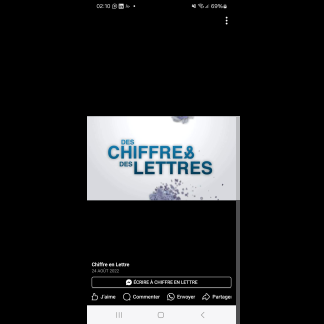 02:10
69%
DES
CHIFFRES &
DES LETTRES
Chiffre en Lettre
24 AOÛT 2022
ÉCRIRE À CHIFFRE EN LETTRE
J'aime Commenter Envoyer Partager